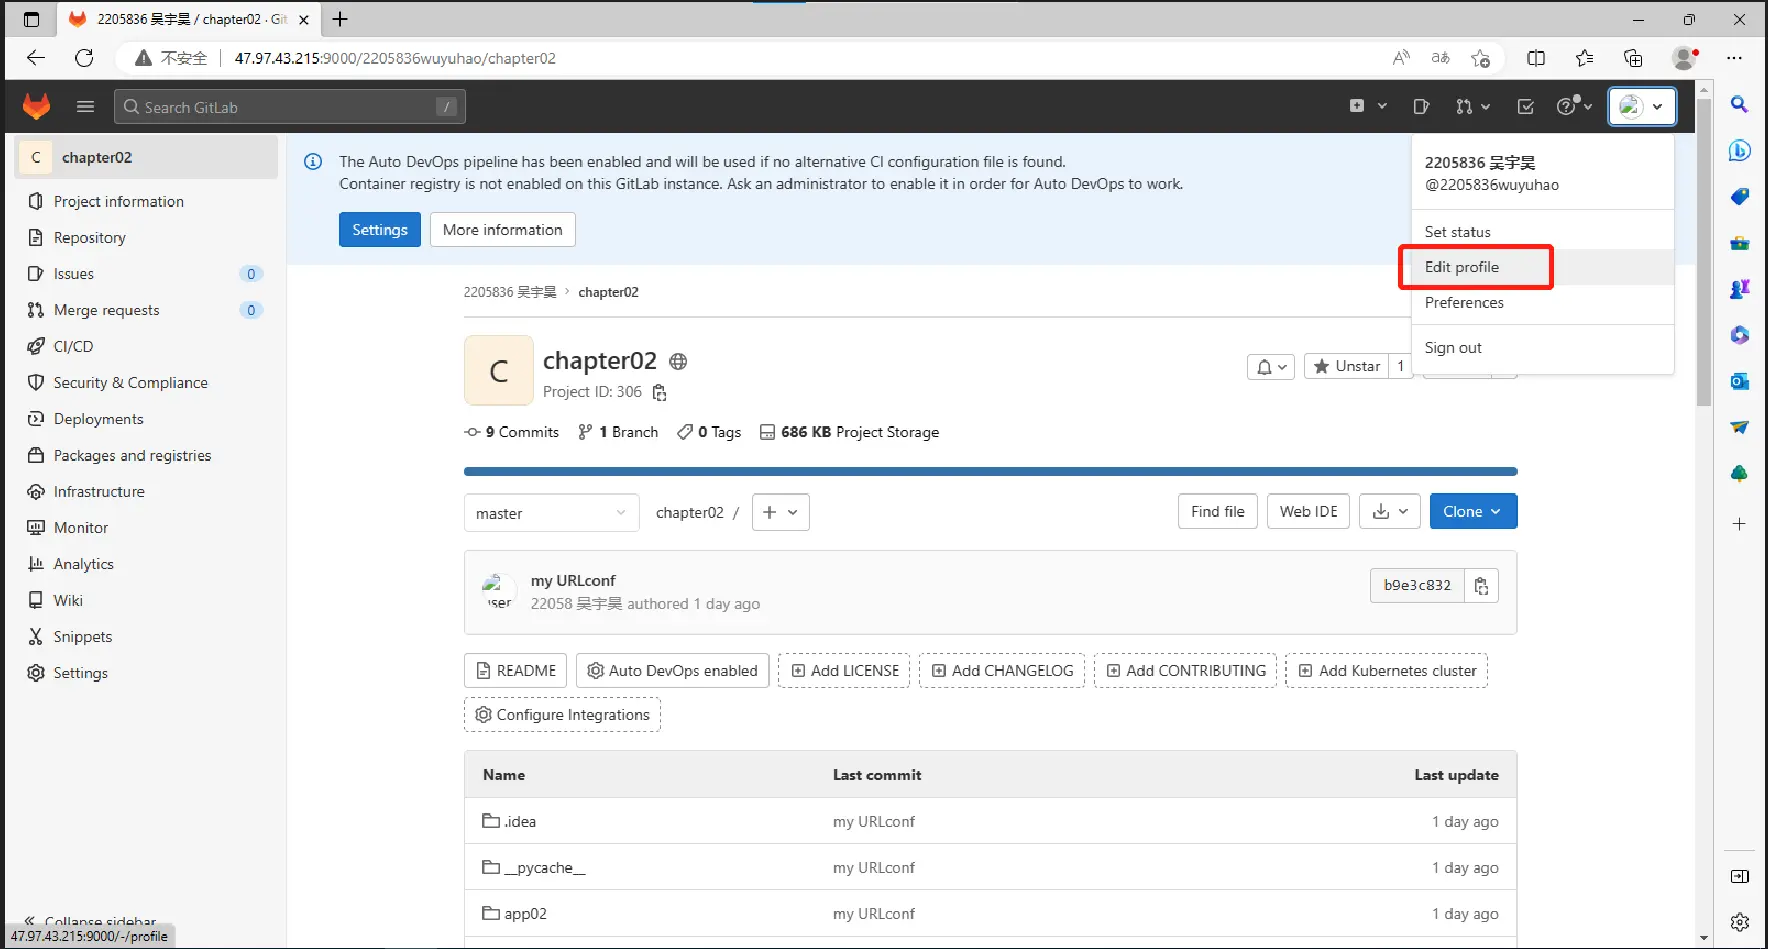 2205836 吴宇昊 / chapter02 · Git
不安全
47.97.43.215:9000/2205836wuyuhao/chapter02
Search GitLab
/
C
chapter02
Project information
Repository
Issues
0
Merge requests
0
CI/CD
Security & Compliance
Deployments
Packages and registries
Infrastructure
Monitor
Analytics
Wiki
Snippets
Settings
Collapse sidebar
47.97.43.215:9000/-/profile
The Auto DevOps pipeline has been enabled and will be used if no alternative CI configuration file is found.
Container registry is not enabled on this GitLab instance. Ask an administrator to enable it in order for Auto DevOps to work.
Settings
More information
2205836 吴宇昊
@2205836wuyuhao
Set status
Edit profile
Preferences
Sign out
2205836 吴宇昊 › chapter02
C
chapter02
Project ID: 306
Unstar
1
9 Commits
1 Branch
0 Tags
686 KB Project Storage
master
chapter02 /
Find file
Web IDE
Clone
user
my URLconf
22058 吴宇昊 authored 1 day ago
b9e3c832
README
Auto DevOps enabled
Add LICENSE
Add CHANGELOG
Add CONTRIBUTING
Add Kubernetes cluster
Configure Integrations
Name Last commit Last update
.idea my URLconf 1 day ago
__pycache__ my URLconf 1 day ago
app02 my URLconf 1 day ago